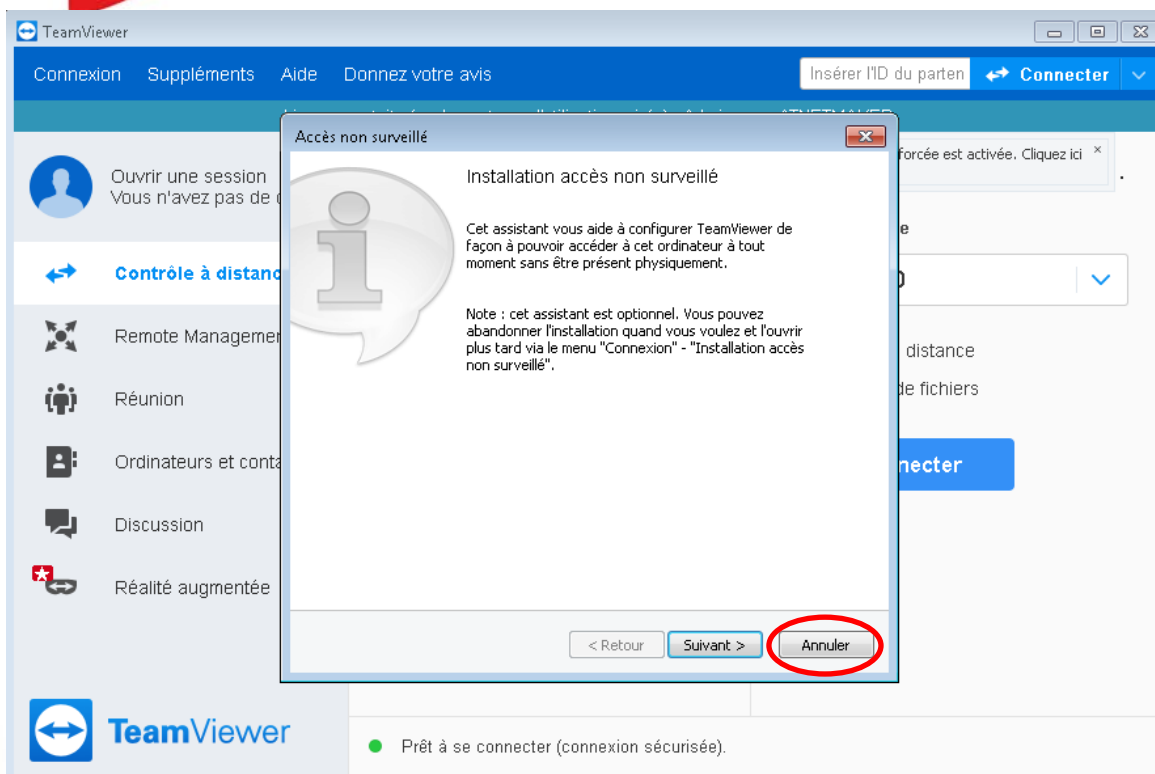 TeamViewer
Connexion Suppléments Aide Donnez votre avis Insérer l'ID du parten Connecter
Accès non surveillé
forcée est activée. Cliquez ici ×
Ouvrir une session
Vous n'avez pas de
Installation accès non surveillé
Cet assistant vous aide à configurer TeamViewer de
façon à pouvoir accéder à cet ordinateur à tout
moment sans être présent physiquement.
Note : cet assistant est optionnel. Vous pouvez
abandonner l'installation quand vous voulez et l'ouvrir
plus tard via le menu "Connexion" - "Installation accès
non surveillé".
Contrôle à distanc
Remote Managemen
Réunion
Ordinateurs et conta
Discussion
Réalité augmentée
distance
de fichiers
necter
< Retour Suivant > Annuler
TeamViewer
Prêt à se connecter (connexion sécurisée).